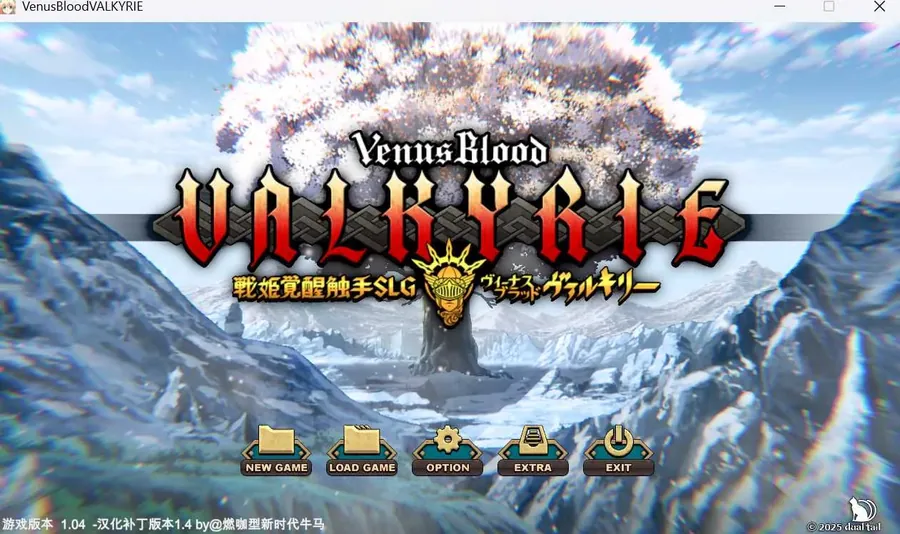 VenusBloodVALKYRIE
VenusBlood
VALKYRIE
戦姫覚醒触手SLG ヴィーナスブラッド ヴァルキリー
NEW GAME LOAD GAME OPTION EXTRA EXIT
游戏版本 1.04 -汉化补丁版本1.4 by@燃咖型新时代牛马
© 2025 dualtail